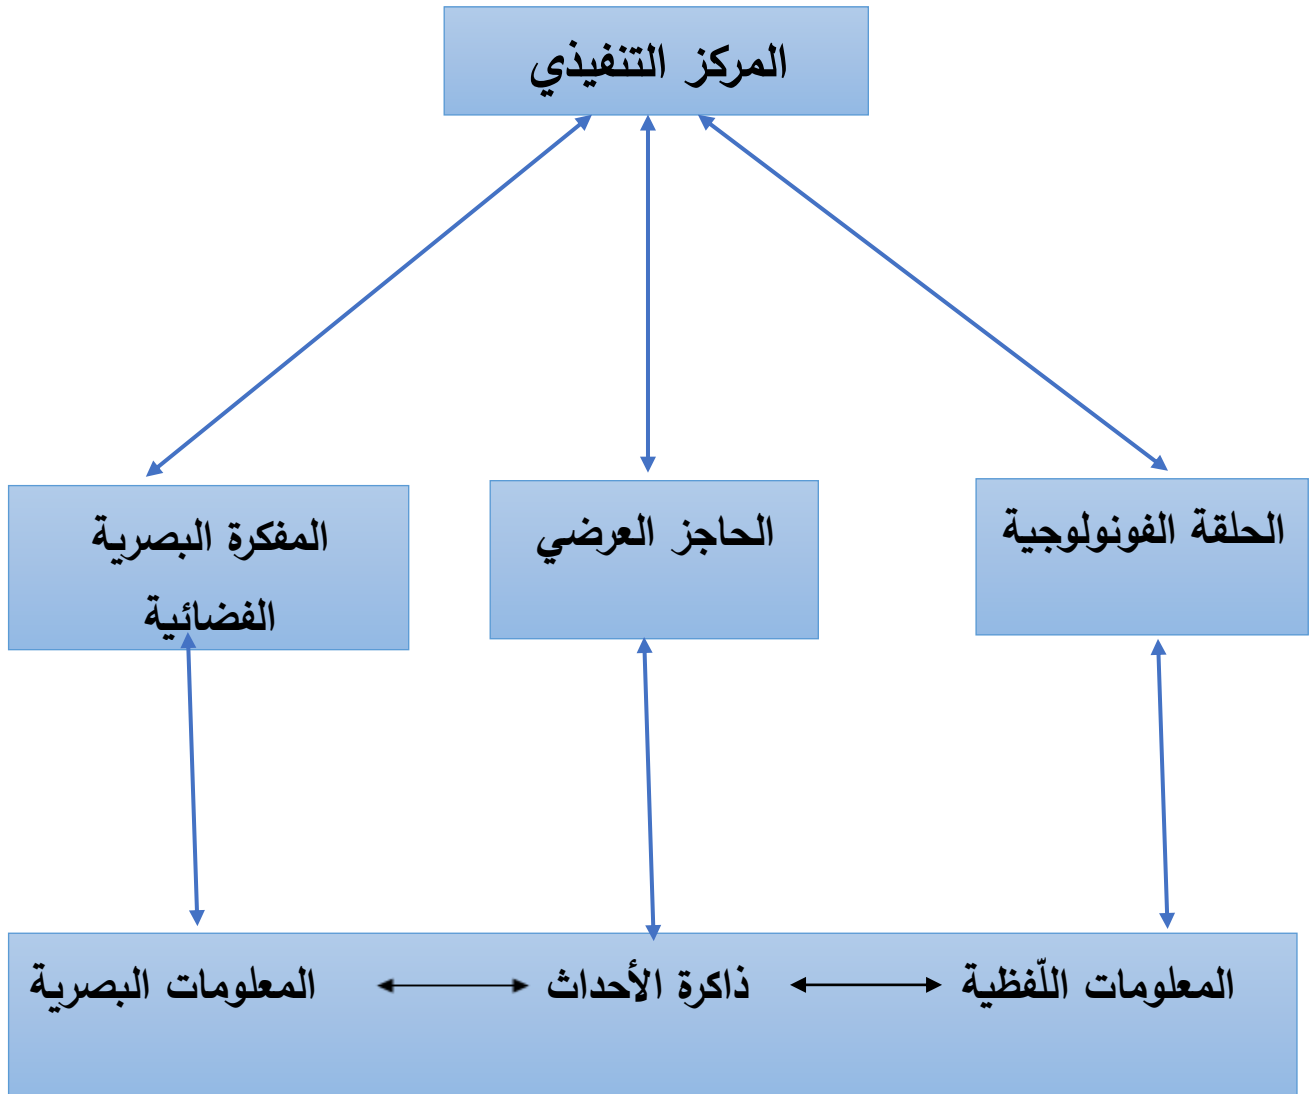 المركز التنفيذي
الحلقة الفونولوجية
الحاجز العرضي
المفكرة البصرية
الفضائية
المعلومات اللّفظية
ذاكرة الأحداث
المعلومات البصرية